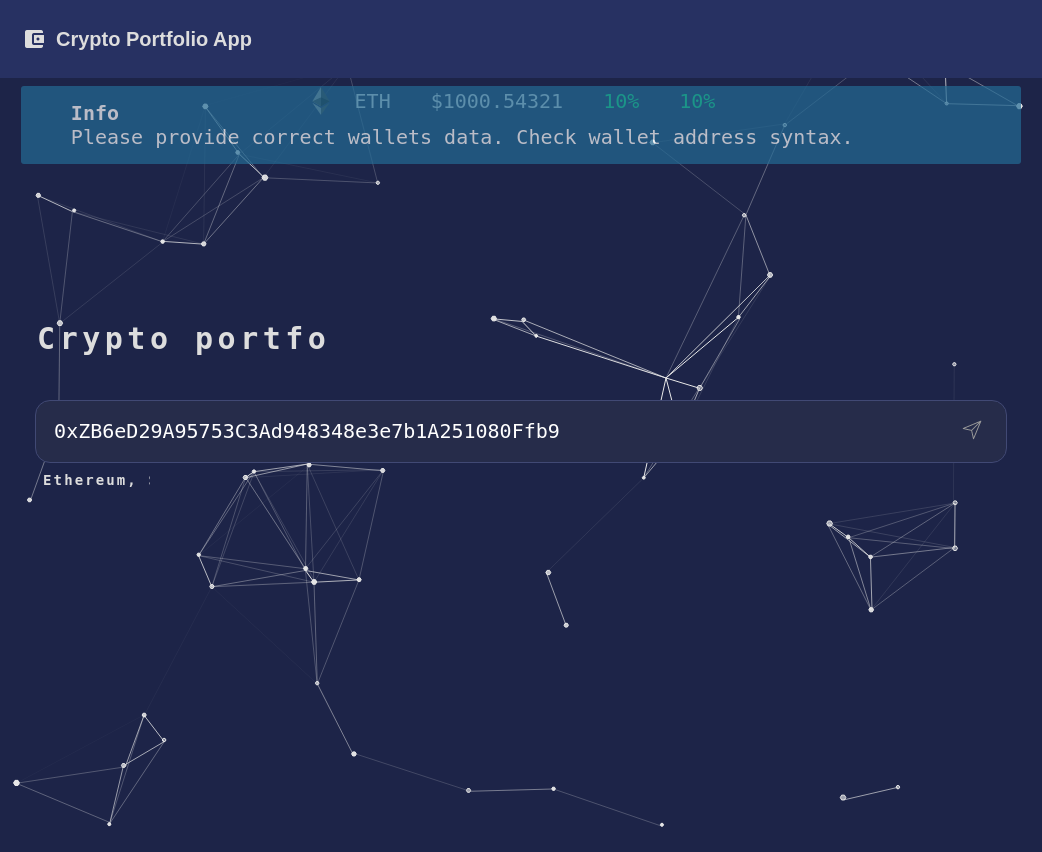 Crypto Portfolio App
ETH $1000.54321 10% 10%
Info
Please provide correct wallets data. Check wallet address syntax.
Crypto portfo
0xZB6eD29A95753C3Ad948348e3e7b1A251080Ffb9
Ethereum,